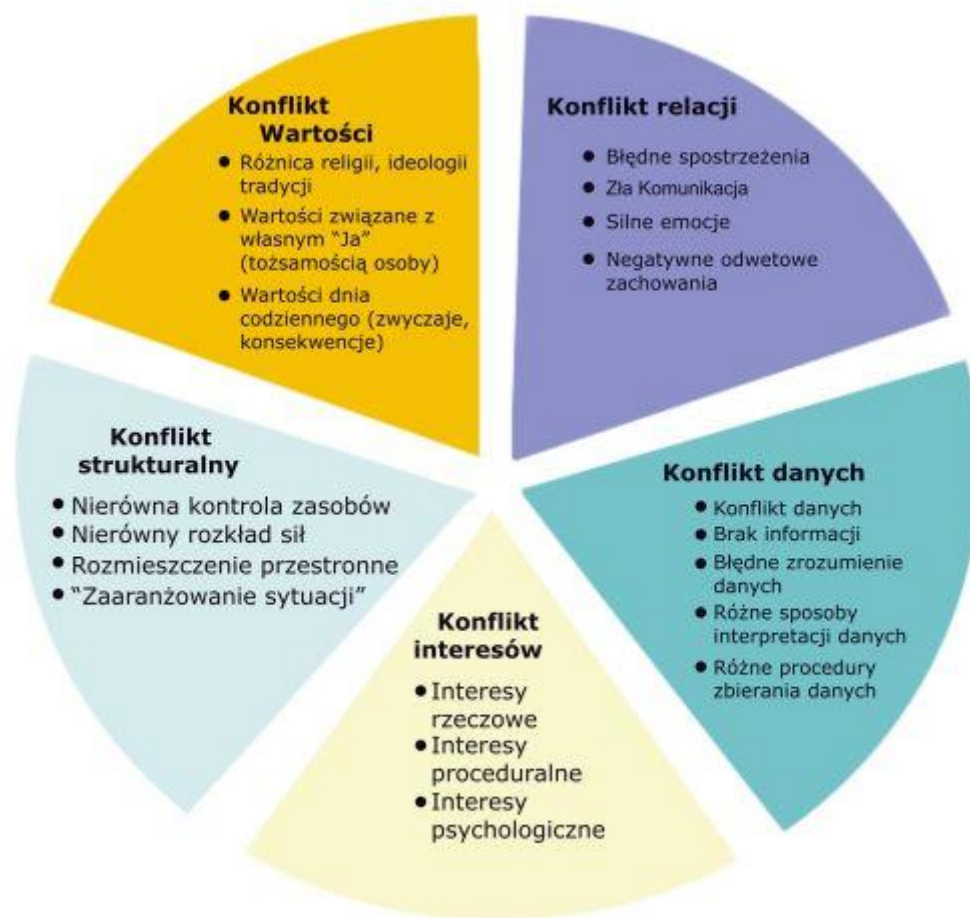 Konflikt
Wartości
● Różnica religii, ideologii
tradycji
● Wartości związane z
własnym “Ja”
(tożsamością osoby)
● Wartości dnia
codziennego (zwyczaje,
konsekwencje)
Konflikt relacji
● Błędne spostrzeżenia
● Zła Komunikacja
● Silne emocje
● Negatywne odwetowe
zachowania
Konflikt danych
● Konflikt danych
● Brak informacji
● Błędne zrozumienie
danych
● Różne sposoby
interpretacji danych
● Różne procedury
zbierania danych
Konflikt
interesów
● Interesy
rzeczowe
● Interesy
proceduralne
● Interesy
psychologiczne
Konflikt
strukturalny
● Nierówna kontrola zasobów
● Nierówny rozkład sił
● Rozmieszczenie przestronne
● “Zaaranżowanie sytuacji”